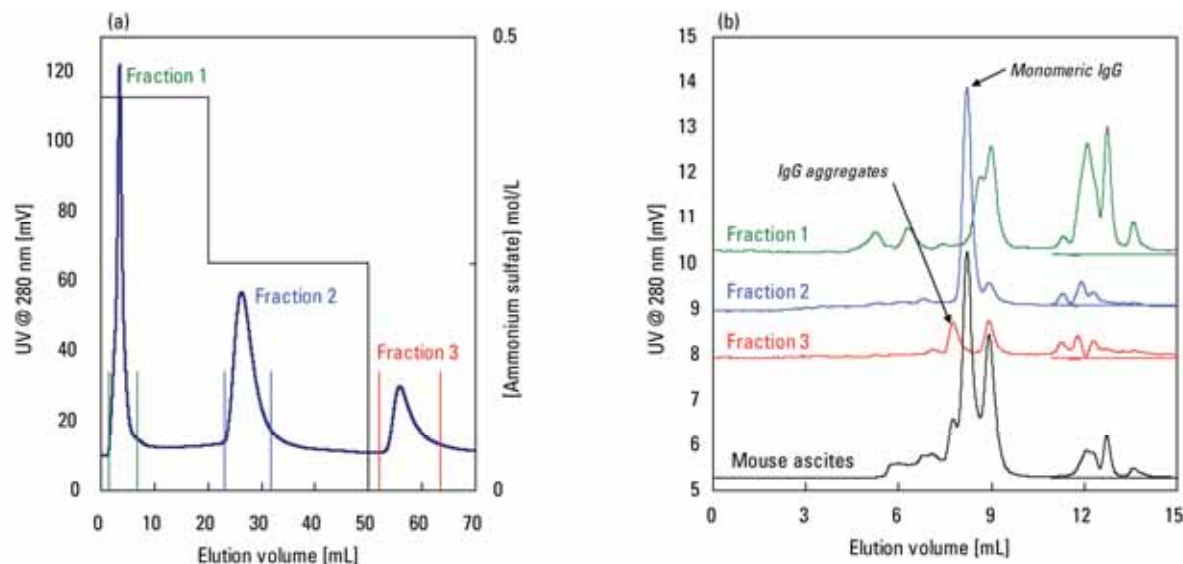 (a)
UV @ 280 nm [mV]
120
100
80
60
40
20
0
Fraction 1
Fraction 2
Fraction 3
0.5
0
[Ammonium sulfate) mol/L
0 10 20 30 40 50 60 70
Elution volume [mL]
(b)
UV @ 280 nm [mV]
15
14
13
12
11
10
9
8
7
6
5
Monomeric IgG
IgG aggregates
Fraction 1
Fraction 2
Fraction 3
Mouse ascites
0 3 6 9 12 15
Elution volume [mL]